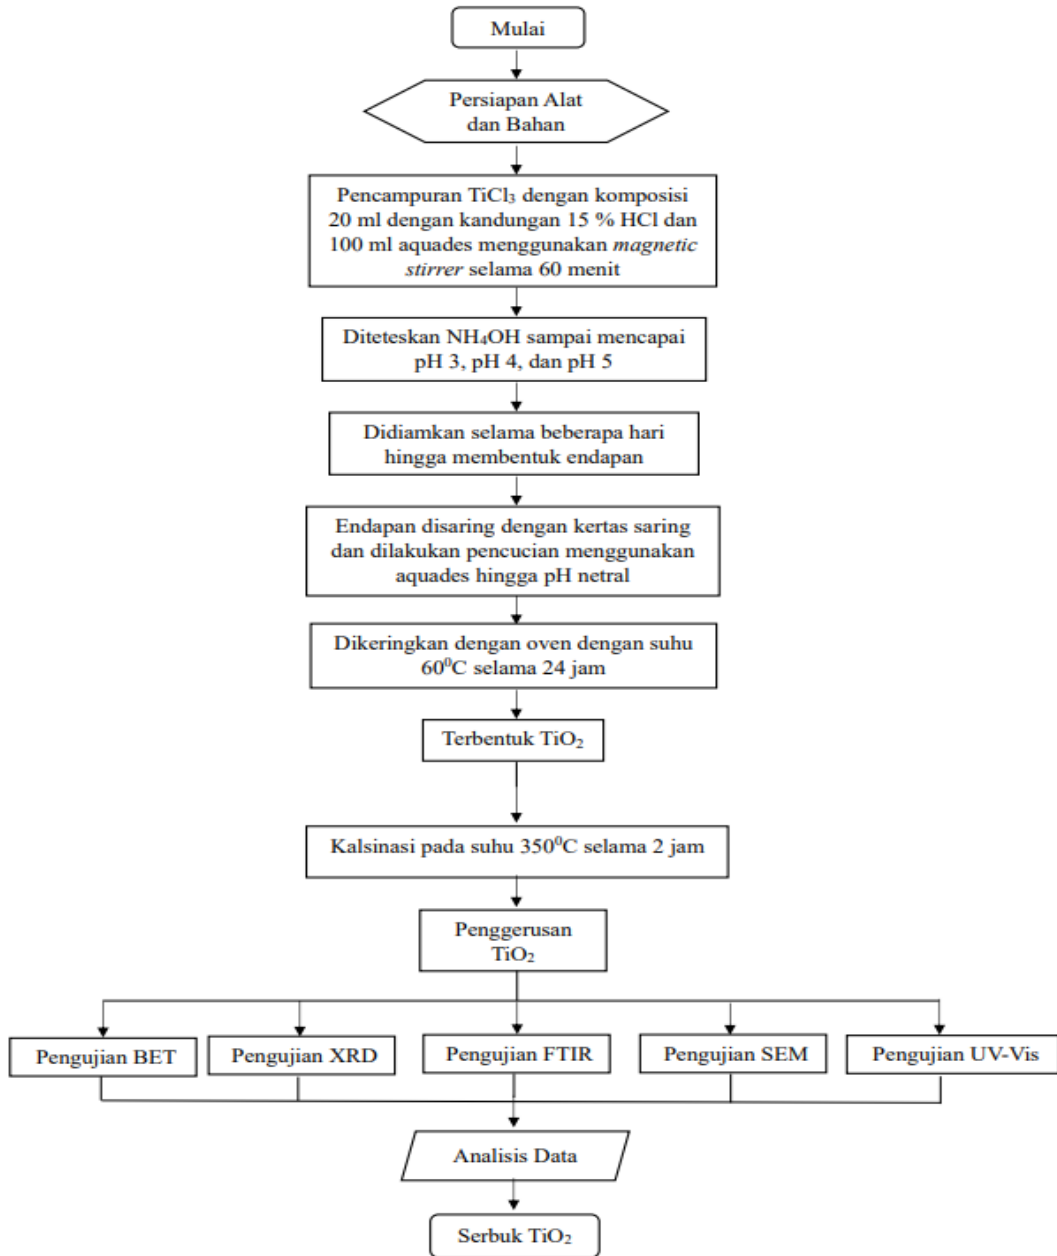 Mulai
Persiapan Alat
dan Bahan
Pencampuran TiCl₃ dengan komposisi
20 ml dengan kandungan 15 % HCl dan
100 ml aquades menggunakan magnetic
stirrer selama 60 menit
Diteteskan NH₄OH sampai mencapai
pH 3, pH 4, dan pH 5
Didiamkan selama beberapa hari
hingga membentuk endapan
Endapan disaring dengan kertas saring
dan dilakukan pencucian menggunakan
aquades hingga pH netral
Dikeringkan dengan oven dengan suhu
60⁰C selama 24 jam
Terbentuk TiO₂
Kalsinasi pada suhu 350⁰C selama 2 jam
Penggerusan
TiO₂
Pengujian BET
Pengujian XRD
Pengujian FTIR
Pengujian SEM
Pengujian UV-Vis
Analisis Data
Serbuk TiO₂